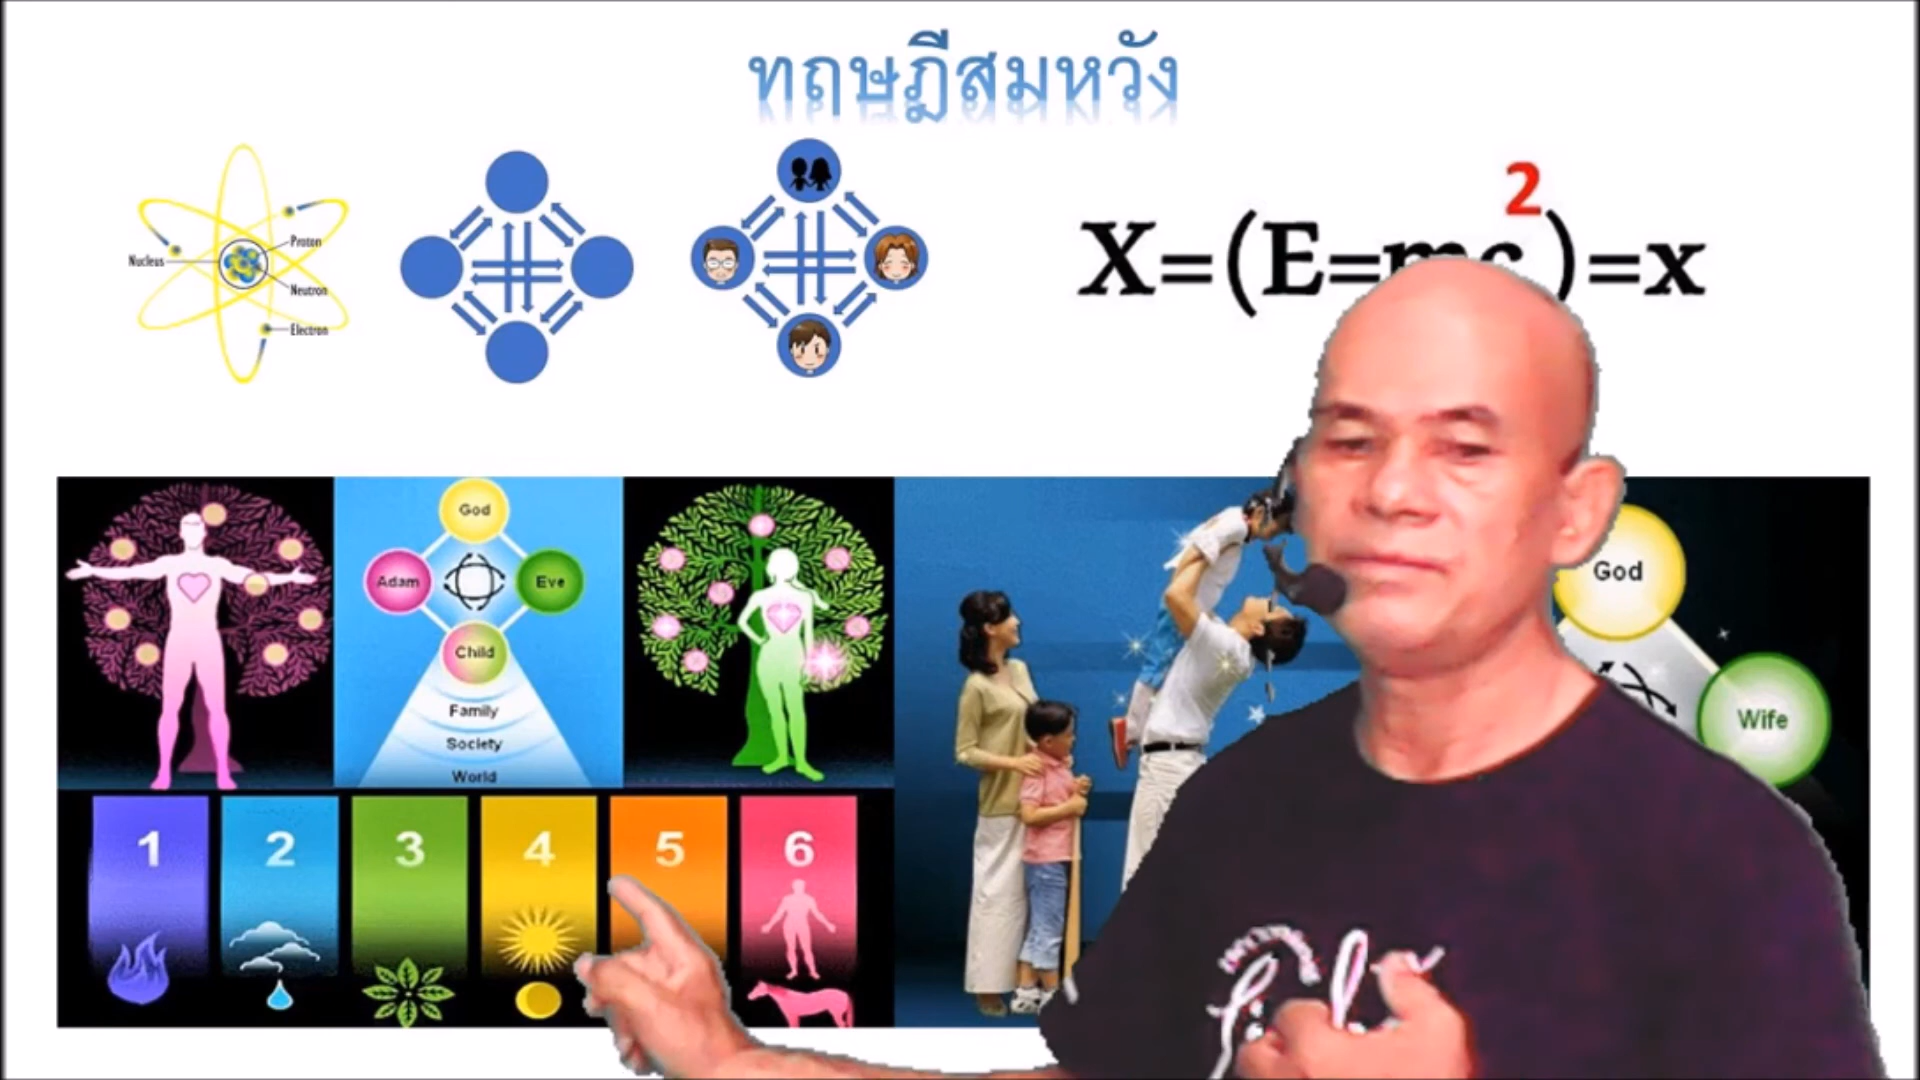 ทฤษฎีสมหวัง
Proton
Nucleus
Neutron
Electron
X=(E=mc²)=x
God
Adam
Eve
Child
Family
Society
World
God
Wife
1 2 3 4 5 6